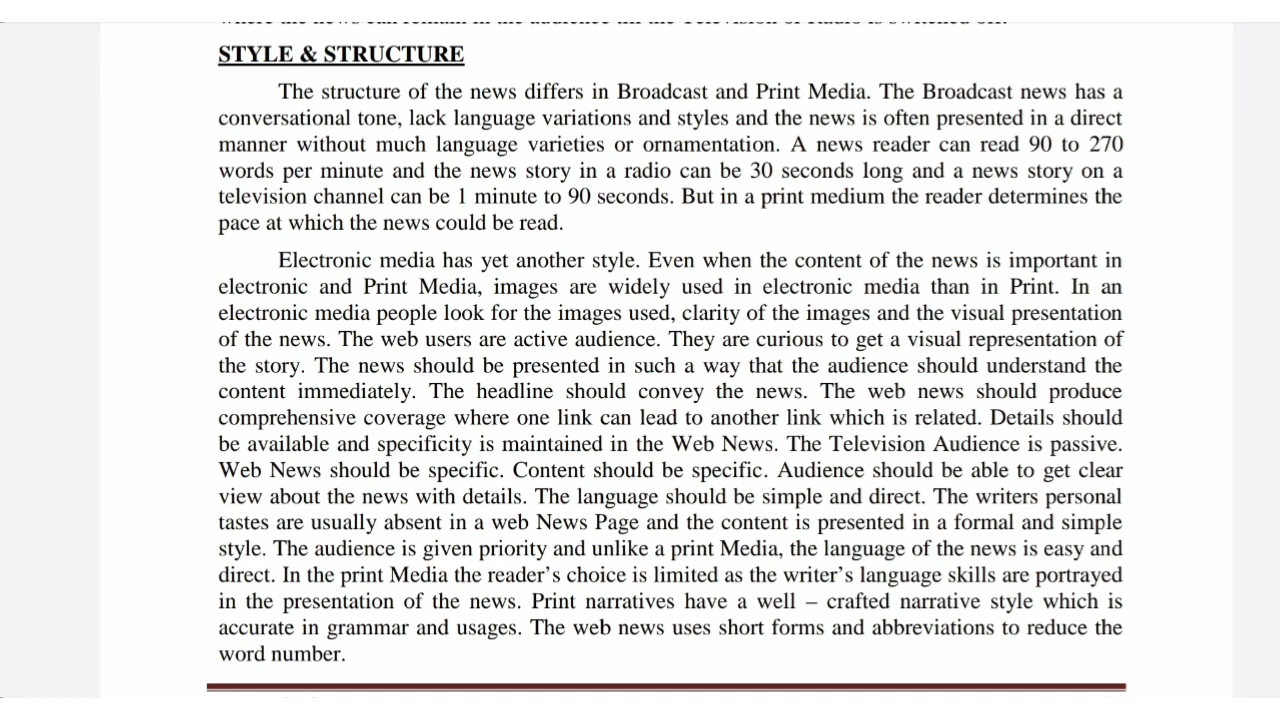 STYLE & STRUCTURE
The structure of the news differs in Broadcast and Print Media. The Broadcast news has a
conversational tone, lack language variations and styles and the news is often presented in a direct
manner without much language varieties or ornamentation. A news reader can read 90 to 270
words per minute and the news story in a radio can be 30 seconds long and a news story on a
television channel can be 1 minute to 90 seconds. But in a print medium the reader determines the
pace at which the news could be read.
Electronic media has yet another style. Even when the content of the news is important in
electronic and Print Media, images are widely used in electronic media than in Print. In an
electronic media people look for the images used, clarity of the images and the visual presentation
of the news. The web users are active audience. They are curious to get a visual representation of
the story. The news should be presented in such a way that the audience should understand the
content immediately. The headline should convey the news. The web news should produce
comprehensive coverage where one link can lead to another link which is related. Details should
be available and specificity is maintained in the Web News. The Television Audience is passive.
Web News should be specific. Content should be specific. Audience should be able to get clear
view about the news with details. The language should be simple and direct. The writers personal
tastes are usually absent in a web News Page and the content is presented in a formal and simple
style. The audience is given priority and unlike a print Media, the language of the news is easy and
direct. In the print Media the reader’s choice is limited as the writer’s language skills are portrayed
in the presentation of the news. Print narratives have a well – crafted narrative style which is
accurate in grammar and usages. The web news uses short forms and abbreviations to reduce the
word number.